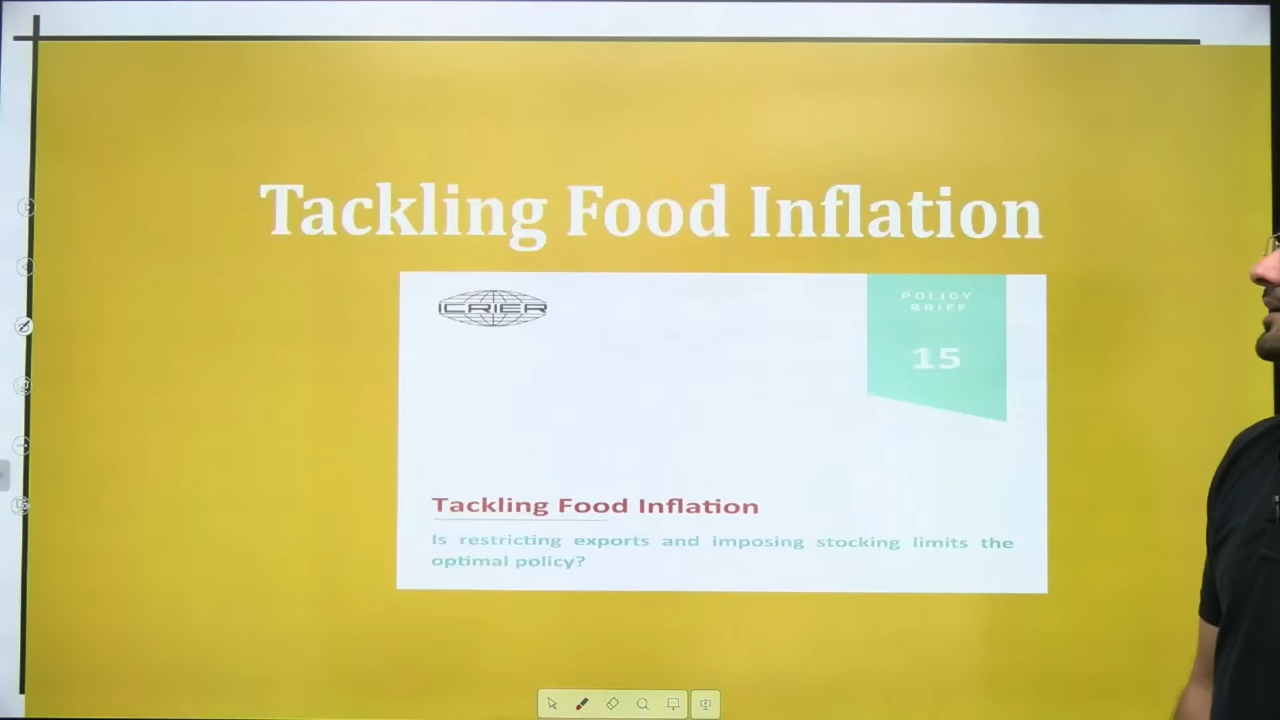 Tackling Food Inflation
ICRIER
POLICY
BRIEF
15
Tackling Food Inflation
Is restricting exports and imposing stocking limits the
optimal policy?